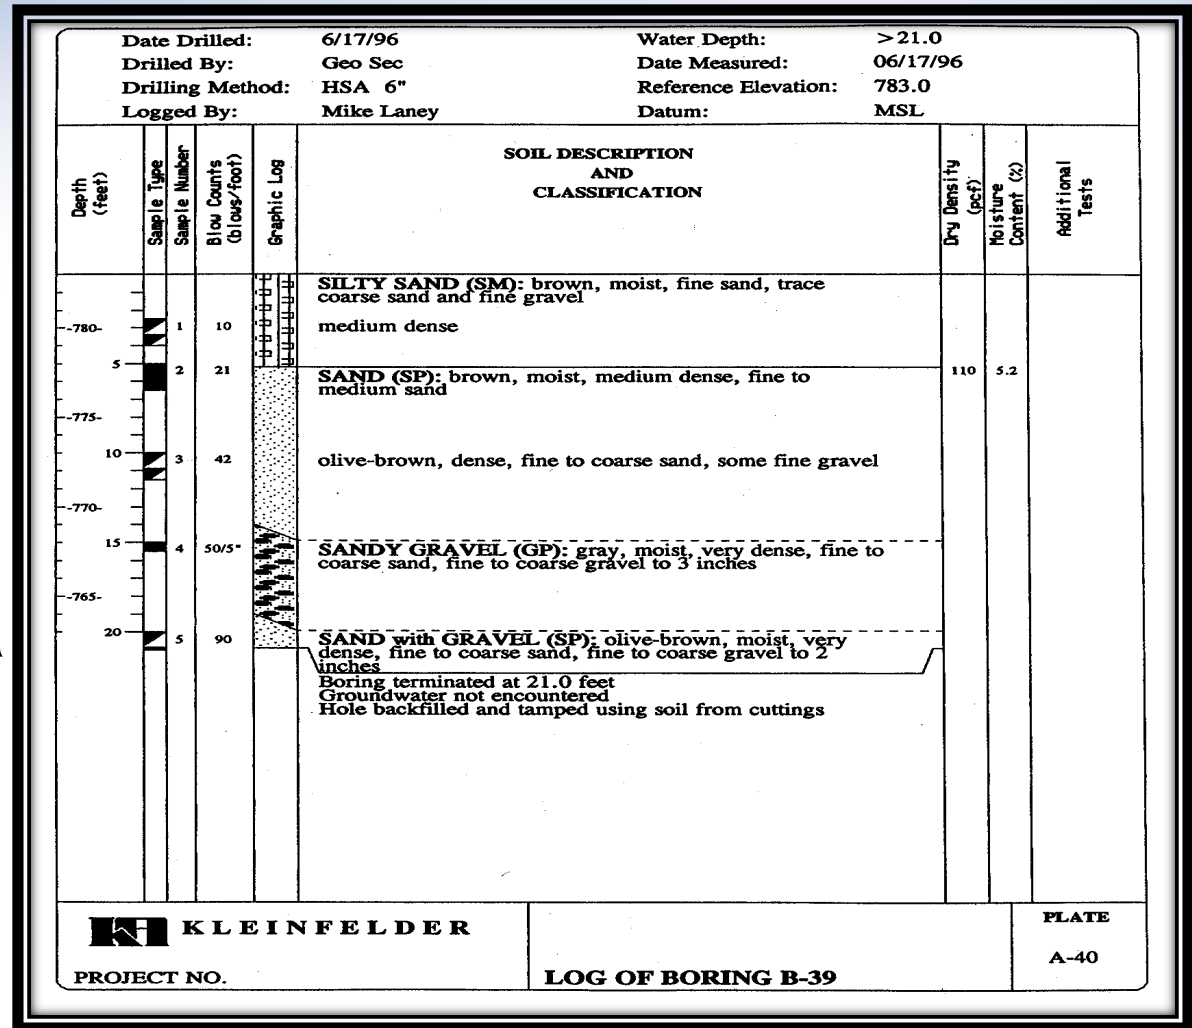 Date Drilled: 6/17/96 Water Depth: >21.0
Drilled By: Geo Sec Date Measured: 06/17/96
Drilling Method: HSA 6" Reference Elevation: 783.0
Logged By: Mike Laney Datum: MSL
Depth (feet)
Sample Type
Sample Number
Blow Counts (blows/foot)
Graphic Log
SOIL DESCRIPTION
AND
CLASSIFICATION
Dry Density (pcf)
Moisture Content (%)
Additional Tests
SILTY SAND (SM): brown, moist, fine sand, trace
coarse sand and fine gravel
-780- 1 10 medium dense
5
2 21 SAND (SP): brown, moist, medium dense, fine to 110 5.2
medium sand
-775-
10 3 42 olive-brown, dense, fine to coarse sand, some fine gravel
-770-
15 4 50/5" SANDY GRAVEL (GP): gray, moist, very dense, fine to
coarse sand, fine to coarse gravel to 3 inches
-765-
20 5 90 SAND with GRAVEL (SP): olive-brown, moist, very
dense, fine to coarse sand, fine to coarse gravel to 2
inches
Boring terminated at 21.0 feet
Groundwater not encountered
Hole backfilled and tamped using soil from cuttings
KLEINFELDER
PROJECT NO.
LOG OF BORING B-39
PLATE
A-40